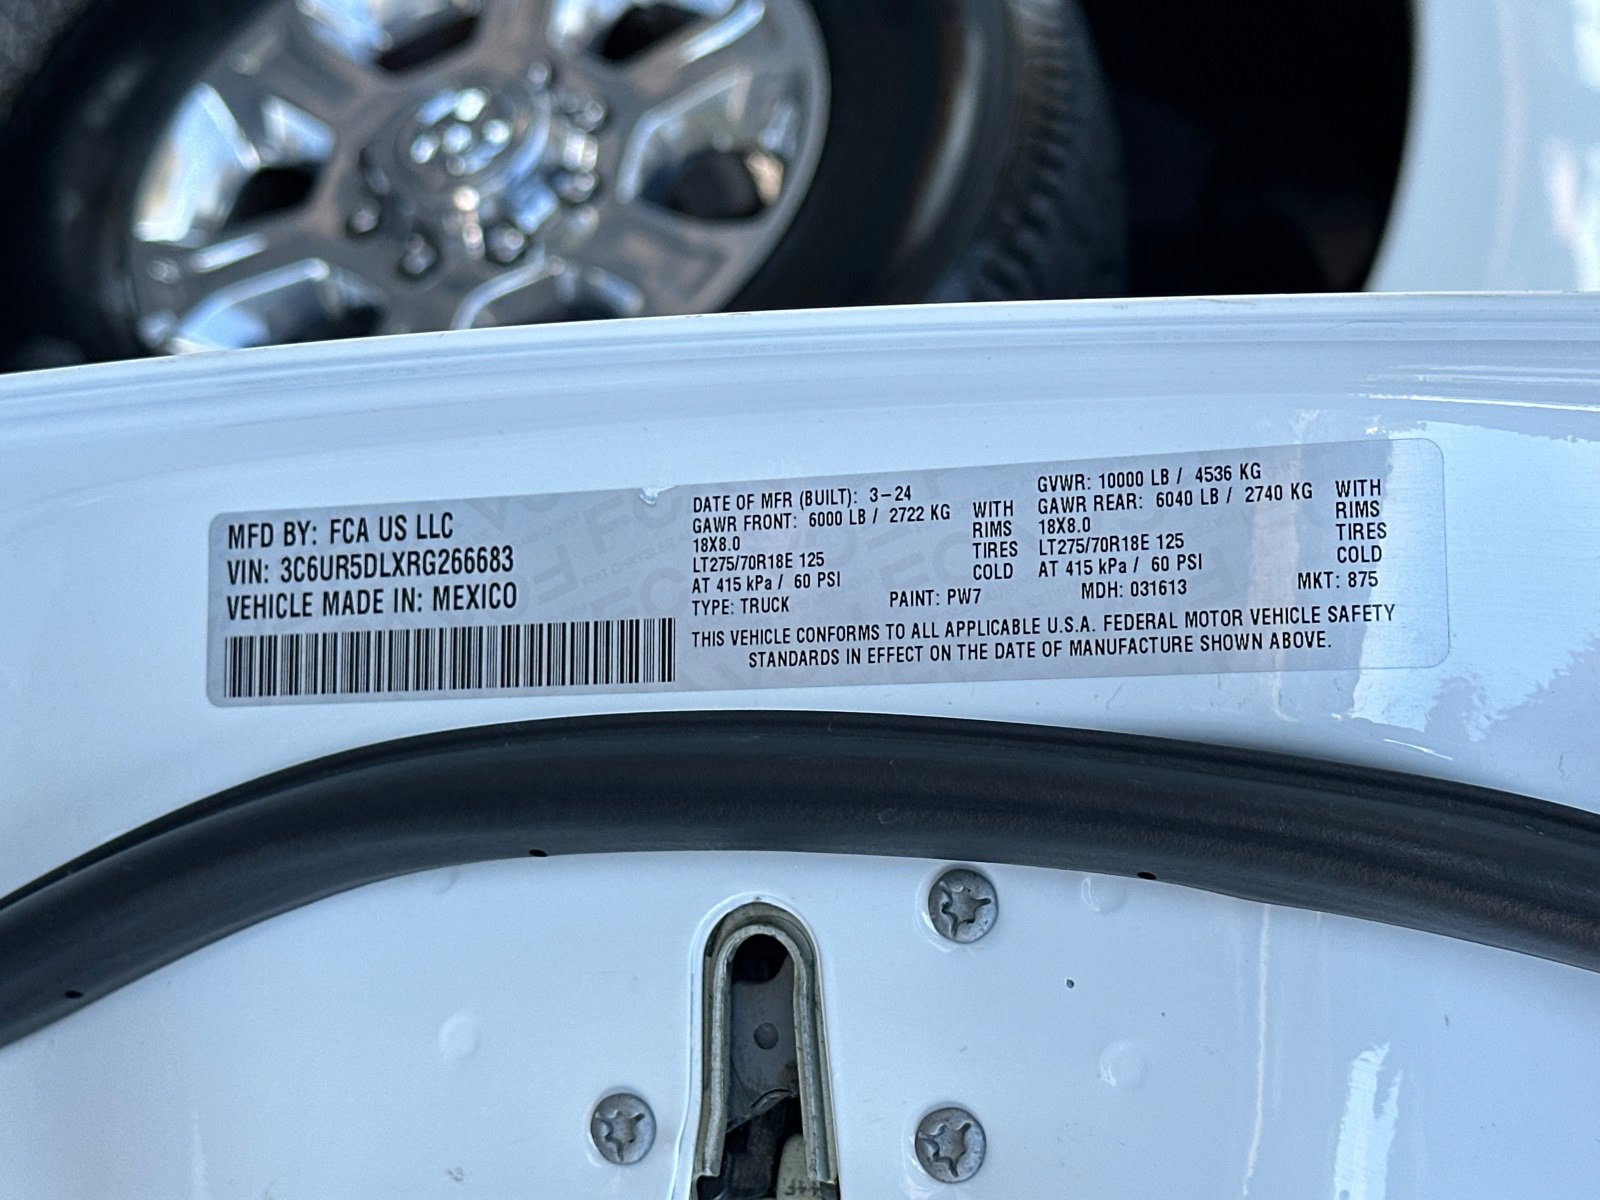 MFD BY: FCA US LLC
VIN: 3C6UR5DLXRG266683
VEHICLE MADE IN: MEXICO
DATE OF MFR (BUILT): 3-24
GAWR FRONT: 6000 LB / 2722 KG WITH
18X8.0 RIMS
LT275/70R18E 125 TIRES
AT 415 kPa / 60 PSI COLD
GVWR: 10000 LB / 4536 KG
GAWR REAR: 6040 LB / 2740 KG WITH
18X8.0 RIMS
LT275/70R18E 125 TIRES
AT 415 kPa / 60 PSI COLD
TYPE: TRUCK PAINT: PW7 MDH: 031613 MKT: 875
THIS VEHICLE CONFORMS TO ALL APPLICABLE U.S.A. FEDERAL MOTOR VEHICLE SAFETY
STANDARDS IN EFFECT ON THE DATE OF MANUFACTURE SHOWN ABOVE.